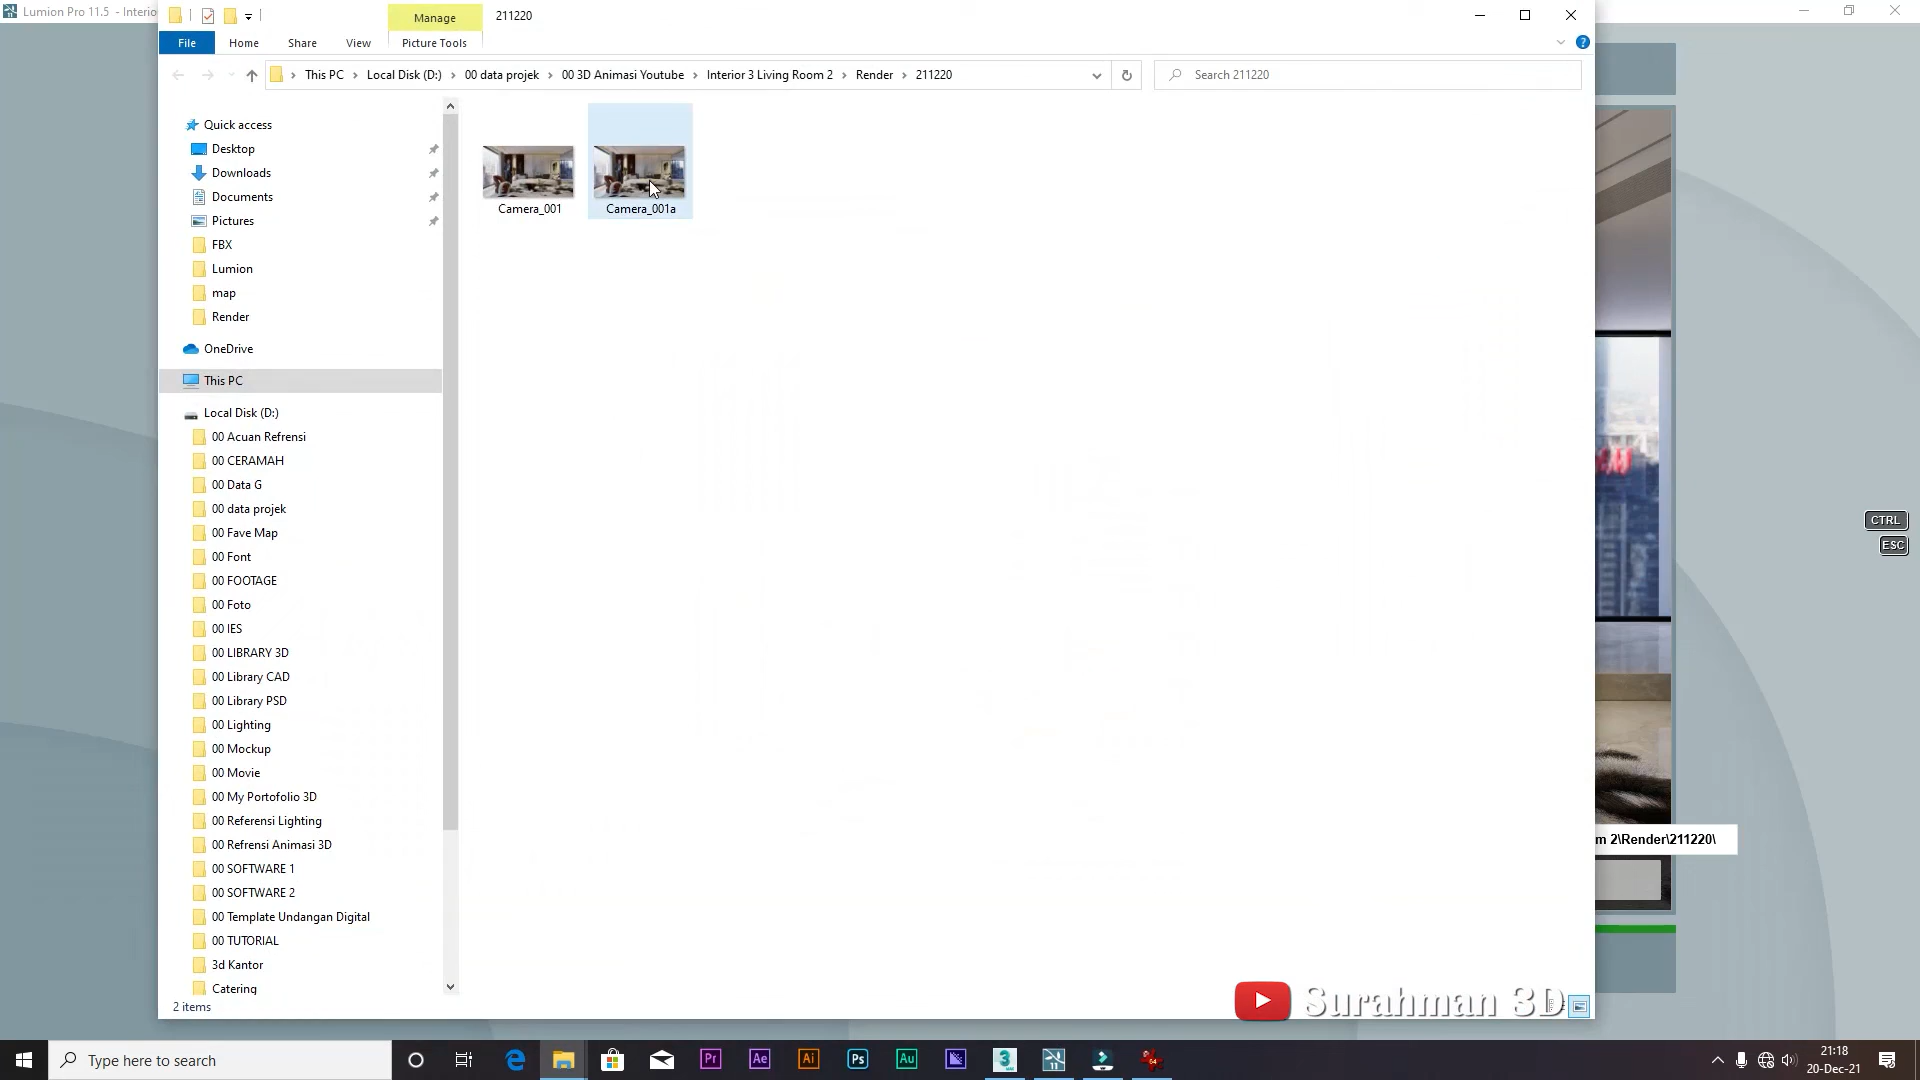 Lumion Pro 11.5 - Interio
Manage
211220
File
Home
Share
View
Picture Tools
This PC
Local Disk (D:)
00 data projek
00 3D Animasi Youtube
Interior 3 Living Room 2
Render
211220
Search 211220
Quick access
Desktop
Downloads
Documents
Pictures
FBX
Lumion
map
Render
OneDrive
This PC
Local Disk (D:)
00 Acuan Refrensi
00 CERAMAH
00 Data G
00 data projek
00 Fave Map
00 Font
00 FOOTAGE
00 Foto
00 IES
00 LIBRARY 3D
00 Library CAD
00 Library PSD
00 Lighting
00 Mockup
00 Movie
00 My Portofolio 3D
00 Referensi Lighting
00 Refrensi Animasi 3D
00 SOFTWARE 1
00 SOFTWARE 2
00 Template Undangan Digital
00 TUTORIAL
3d Kantor
Catering
Camera_001
Camera_001a
CTRL
ESC
m 2\Render\211220\
2 items
Surahman 3D
Type here to search
Pr
Ae
Ai
Ps
Au
3
11
64
21:18
20-Dec-21